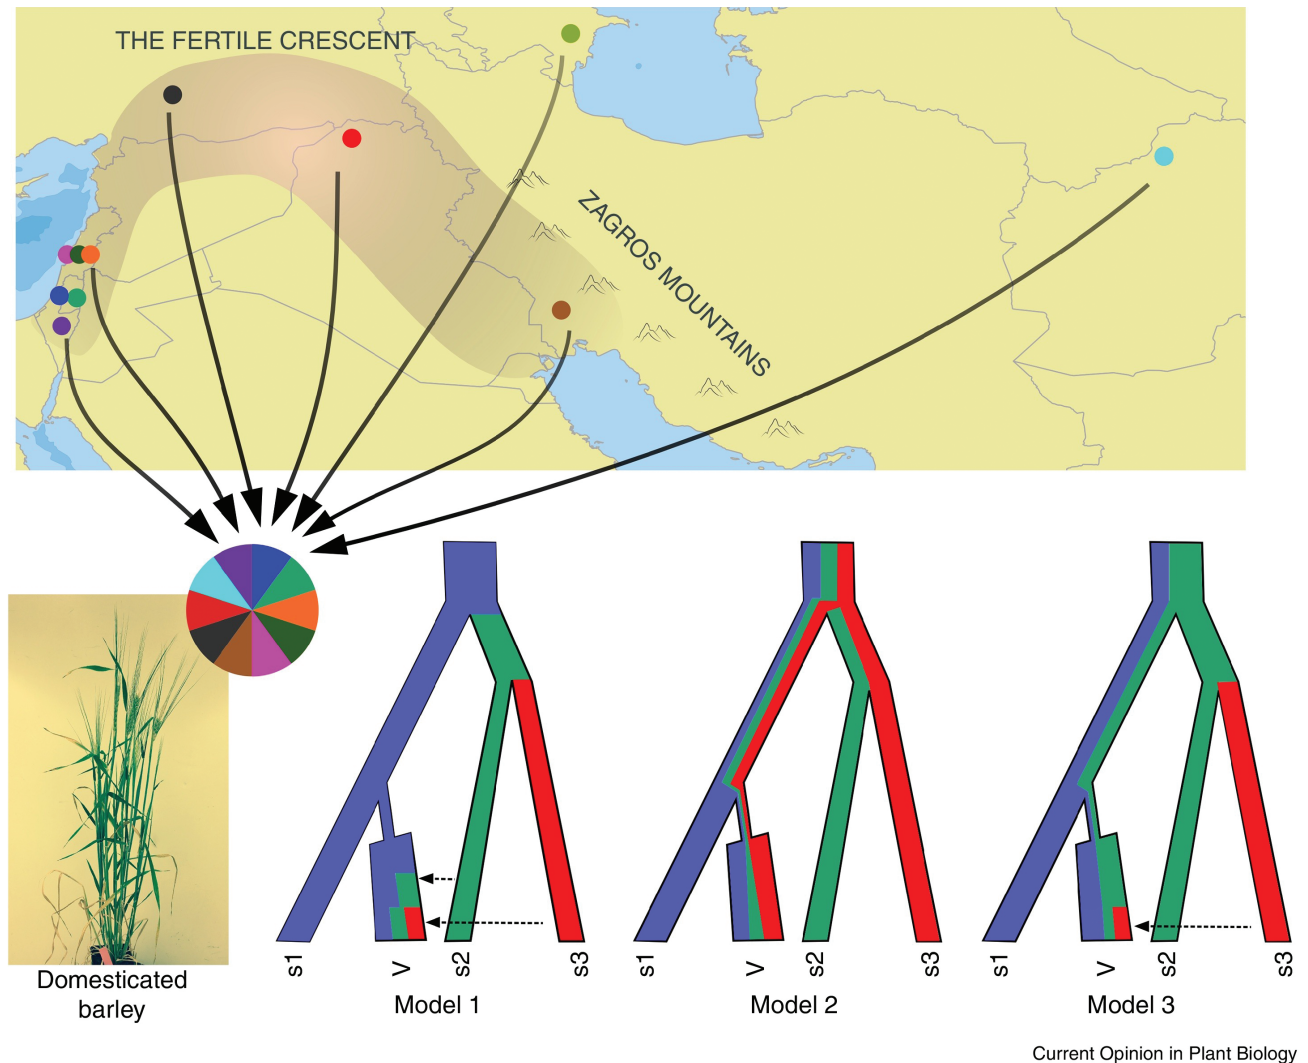 THE FERTILE CRESCENT
ZAGROS MOUNTAINS
Domesticated
barley
s1
V
s2
s3
Model 1
s1
V
s2
s3
Model 2
s1
V
s2
s3
Model 3
Current Opinion in Plant Biology